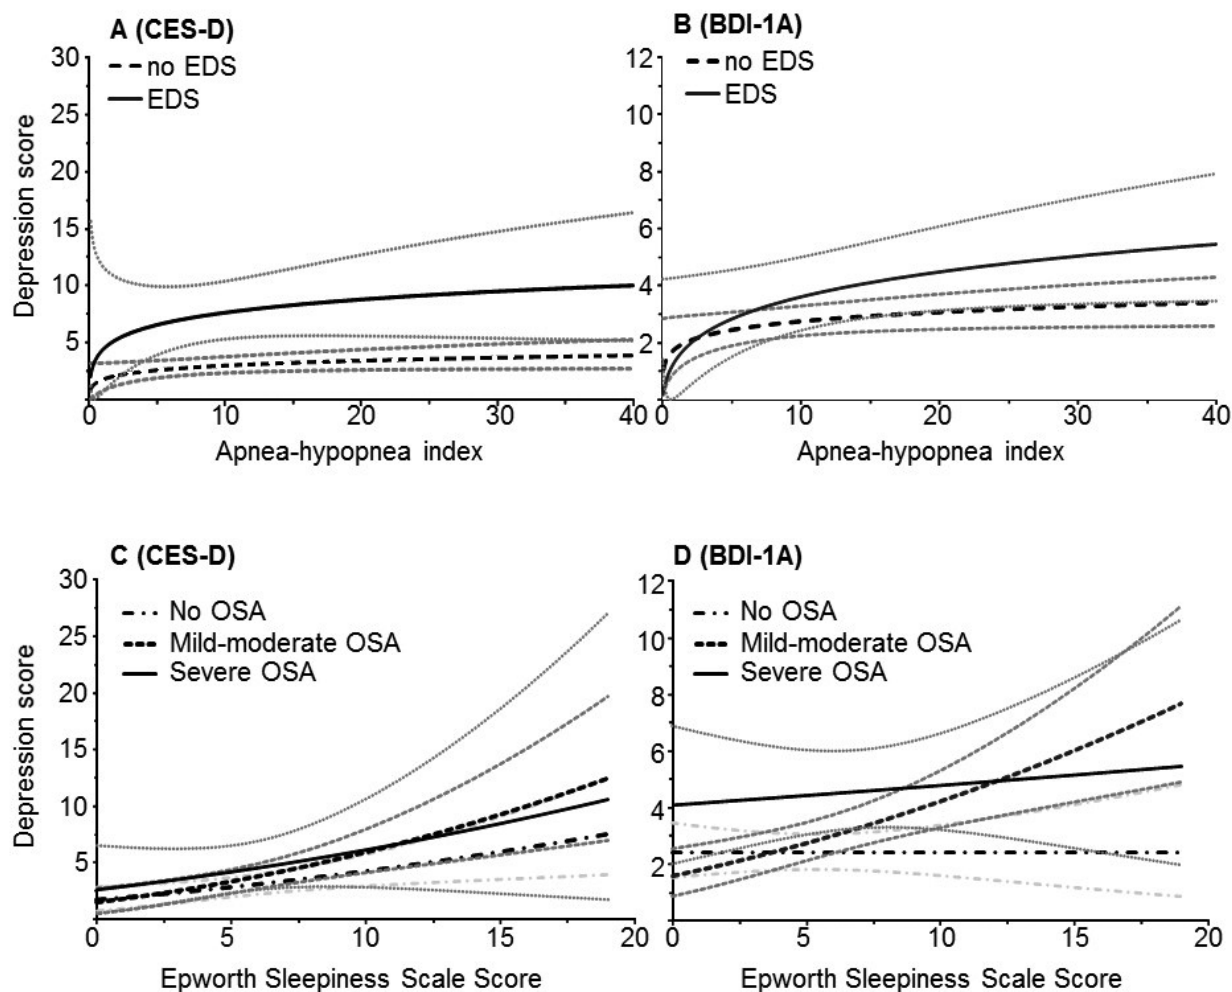 A (CES-D)
no EDS
EDS
30
25
20
15
10
5
0
10
20
30
40
Depression score
Apnea-hypopnea index
B (BDI-1A)
no EDS
EDS
12
10
8
6
4
2
0
10
20
30
40
Apnea-hypopnea index
C (CES-D)
No OSA
Mild-moderate OSA
Severe OSA
30
25
20
15
10
5
0
5
10
15
20
Depression score
Epworth Sleepiness Scale Score
D (BDI-1A)
No OSA
Mild-moderate OSA
Severe OSA
12
10
8
6
4
2
0
5
10
15
20
Epworth Sleepiness Scale Score